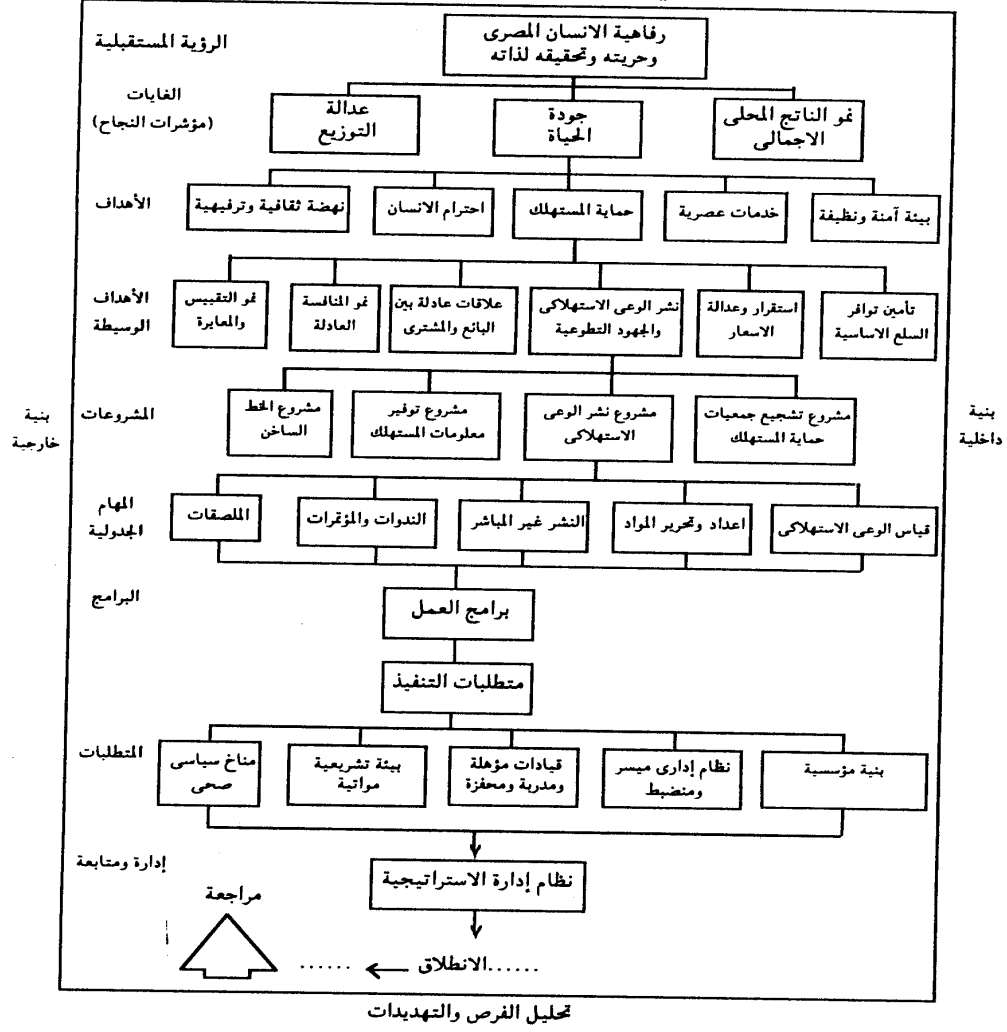 رفاهية الانسان المصرى
وحريته وتحقيقه لذاته
الرؤية المستقبلية
الغايات
(مؤشرات النجاح)
نمو الناتج المحلى
الاجمالى
جودة
الحياة
عدالة
التوزيع
الأهداف
بيئة آمنة ونظيفة
خدمات عصرية
حماية المستهلك
احترام الانسان
نهضة ثقافية وترفيهية
الأهداف
الوسيطة
تأمين توافر
السلع الاساسية
استقرار وعدالة
الاسعار
نشر الوعى الاستهلاكى
والجهود التطوعية
علاقات عادلة بين
البائع والمشترى
نمو المنافسة
العادلة
نمو التقييس
والمعايرة
بنية
داخلية
المشروعات
مشروع تشجيع جمعيات
حماية المستهلك
مشروع نشر الوعى
الاستهلاكى
مشروع توفير
معلومات المستهلك
مشروع الخط
الساخن
بنية
خارجية
المهام
الجدولية
قياس الوعى الاستهلاكى
اعداد وتحرير المواد
النشر غير المباشر
الندوات والمؤتمرات
الملصقات
البرامج
برامج العمل
متطلبات التنفيذ
المتطلبات
بنية مؤسسية
نظام إدارى ميسر
ومنضبط
قيادات مؤهلة
ومدربة ومحفزة
بيئة تشريعية
مواتية
مناخ سياسى
صحى
إدارة ومتابعة
نظام إدارة الاستراتيجية
مراجعة
......الانطلاق ......
تحليل الفرص والتهديدات